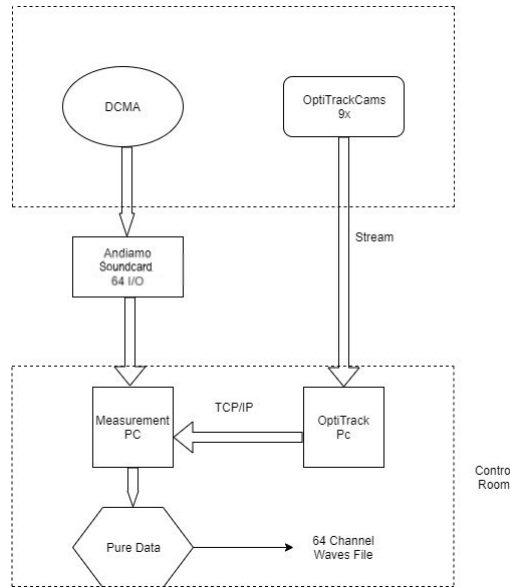 DCMA
OptiTrackCams
9x
Stream
Andiamo
Soundcard
64 I/O
Measurement
PC
TCP/IP
OptiTrack
Pc
Contro
Room
Pure Data
64 Channel
Waves File